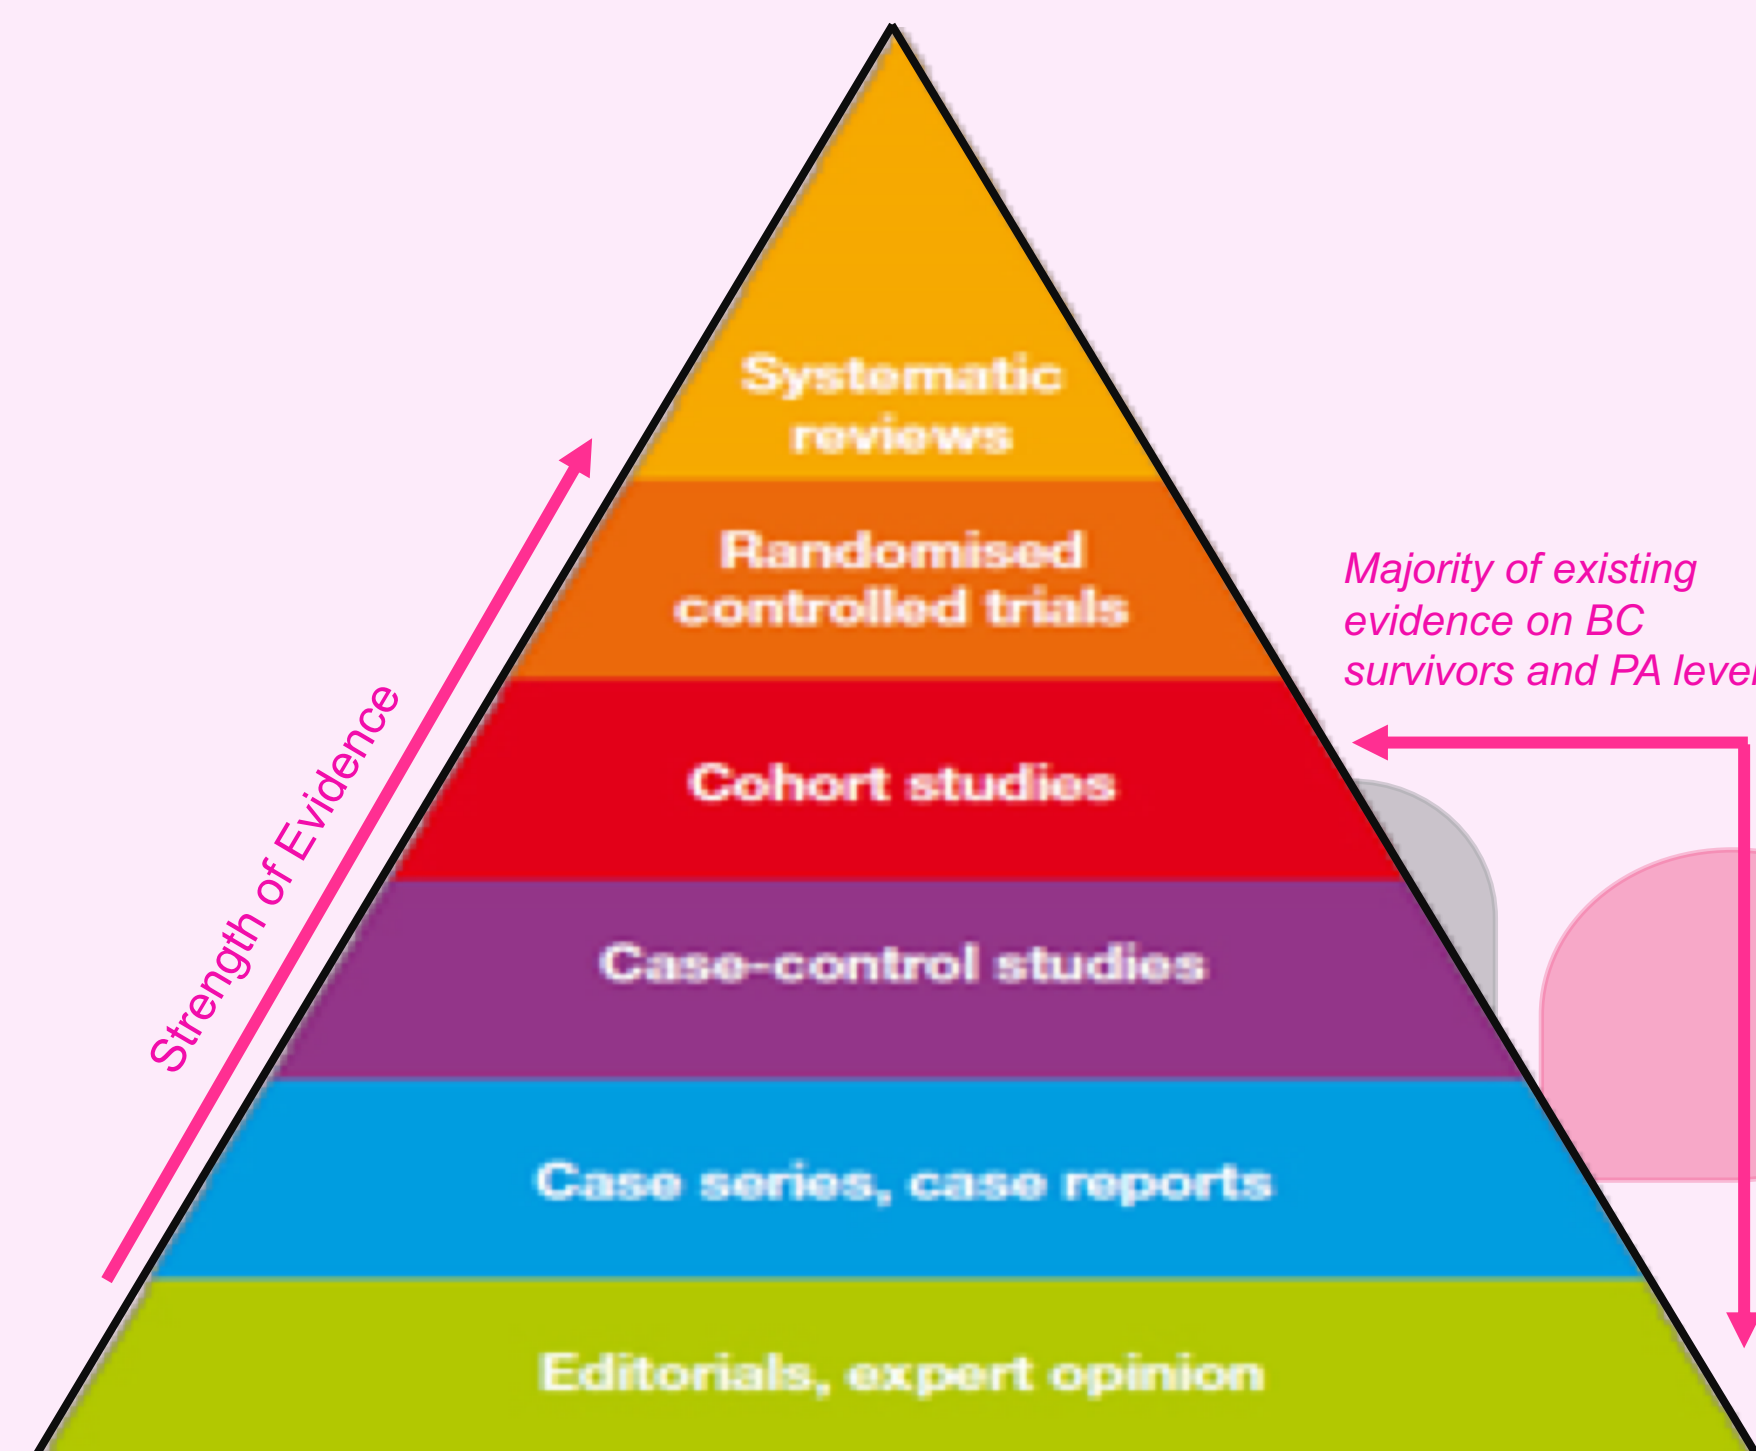 Systematic
reviews
Randomised
controlled trials
Majority of existing
evidence on BC
survivors and PA level
Strength of Evidence
Cohort studies
Case-control studies
Case series, case reports
Editorials, expert opinion